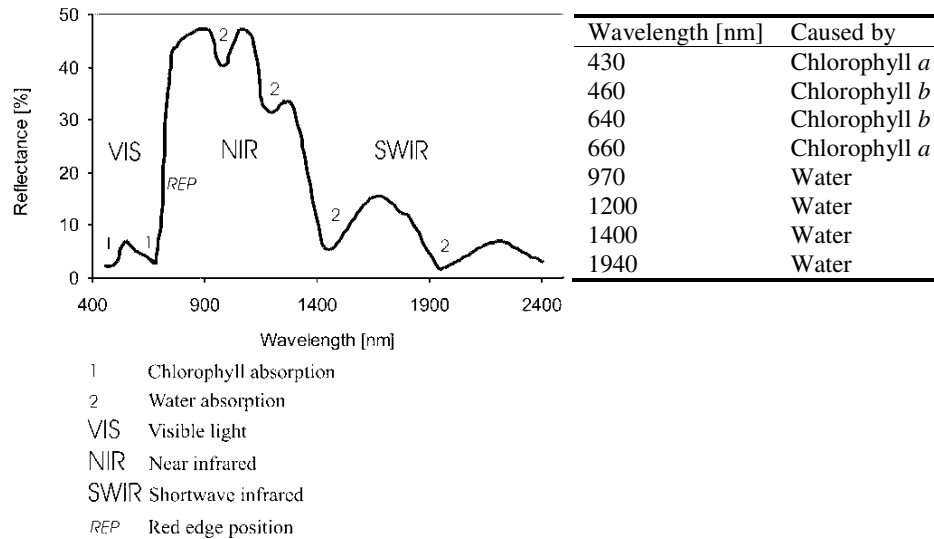 50
40
30
20
10
0
Reflectance [%]
VIS
NIR
SWIR
REP
1
1
2
2
2
2
400 900 1400 1900 2400
Wavelength [nm]
1 Chlorophyll absorption
2 Water absorption
VIS Visible light
NIR Near infrared
SWIR Shortwave infrared
REP Red edge position
Wavelength [nm] Caused by
430 Chlorophyll a
460 Chlorophyll b
640 Chlorophyll b
660 Chlorophyll a
970 Water
1200 Water
1400 Water
1940 Water